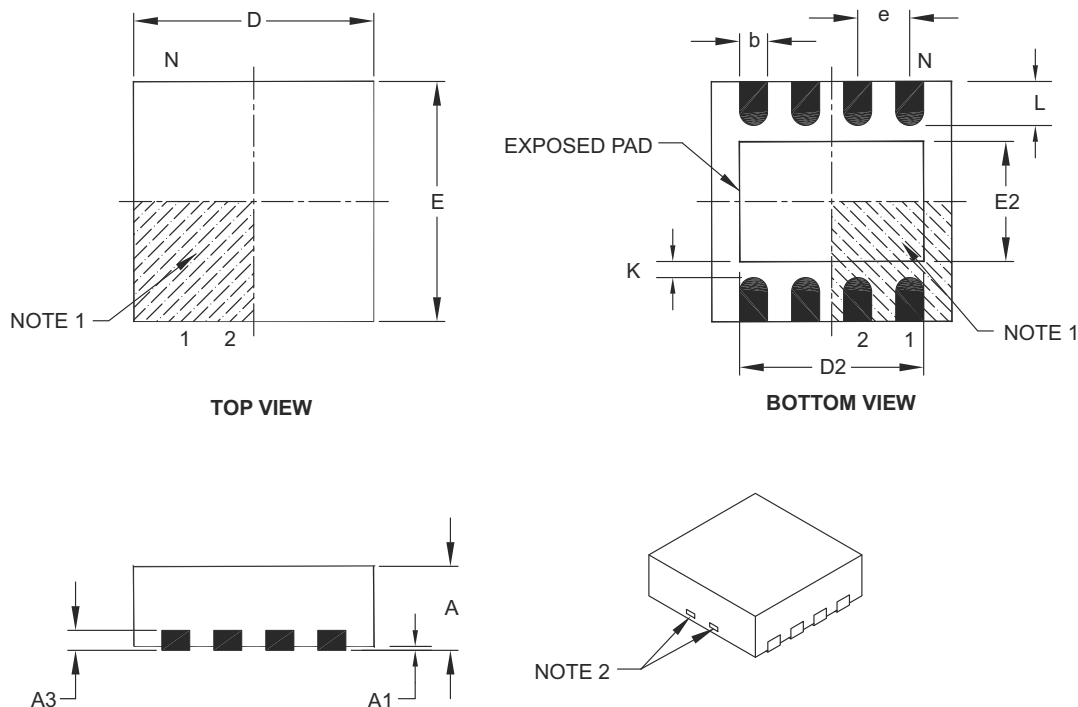 D
N
E
NOTE 1
1 2
TOP VIEW
e
b
N
L
EXPOSED PAD
E2
K
NOTE 1
2 1
D2
BOTTOM VIEW
A
A3
A1
NOTE 2